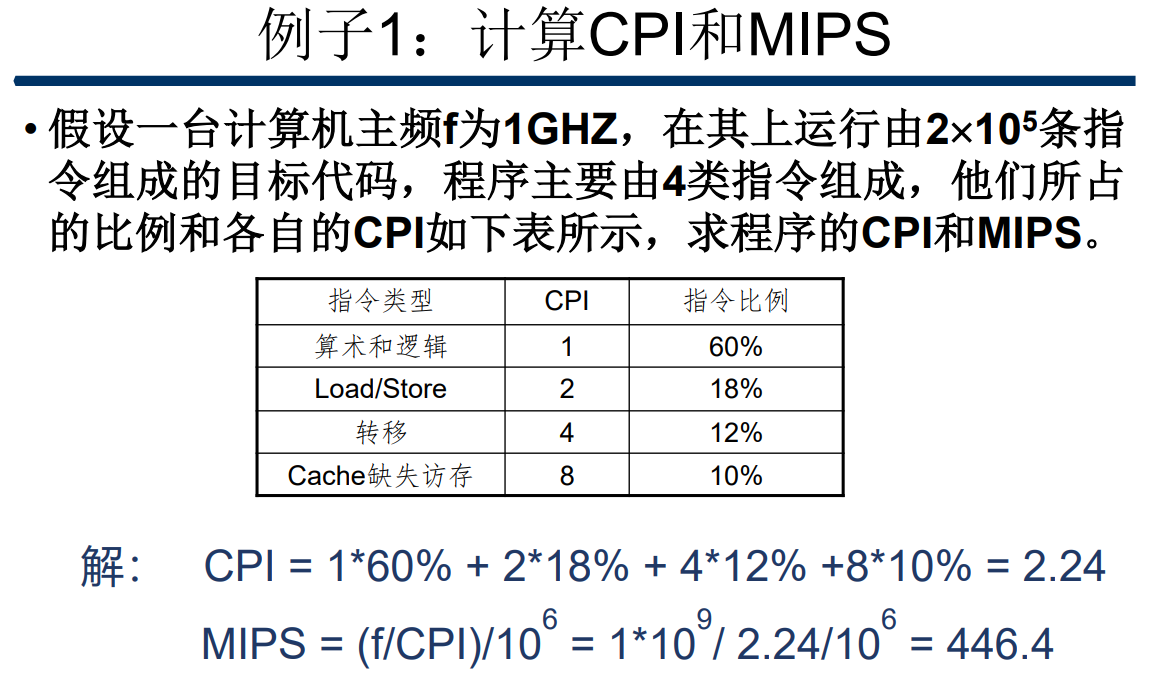 例子1：计算CPI和MIPS
• 假设一台计算机主频f为1GHZ，在其上运行由2×10⁵条指
令组成的目标代码，程序主要由4类指令组成，他们所占
的比例和各自的CPI如下表所示，求程序的CPI和MIPS。
指令类型 CPI 指令比例
算术和逻辑 1 60%
Load/Store 2 18%
转移 4 12%
Cache缺失访存 8 10%
解： CPI = 1*60% + 2*18% + 4*12% +8*10% = 2.24
MIPS = (f/CPI)/10⁶ = 1*10⁹/ 2.24/10⁶ = 446.4